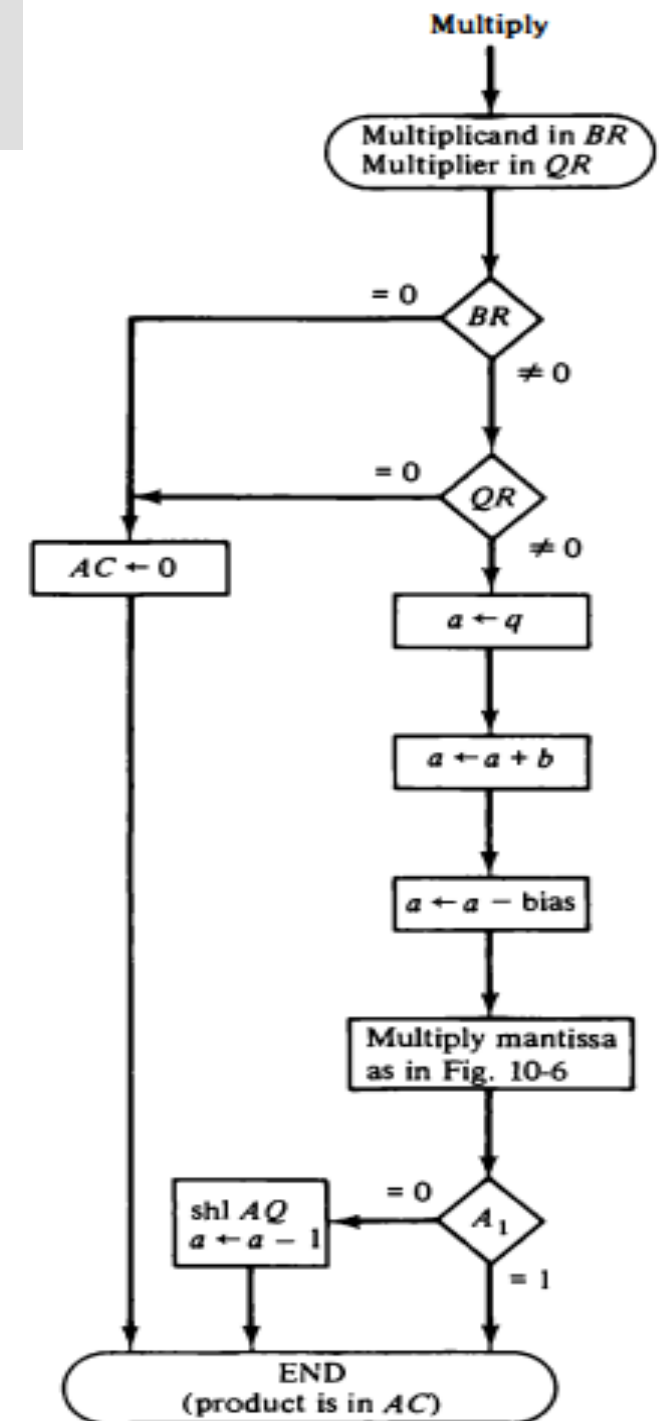 Multiply
Multiplicand in BR
Multiplier in QR
= 0
BR
≠ 0
= 0
QR
≠ 0
AC ← 0
a ← q
a ← a + b
a ← a − bias
Multiply mantissa
as in Fig. 10-6
= 0
A₁
shl AQ
a ← a − 1
= 1
END
(product is in AC)